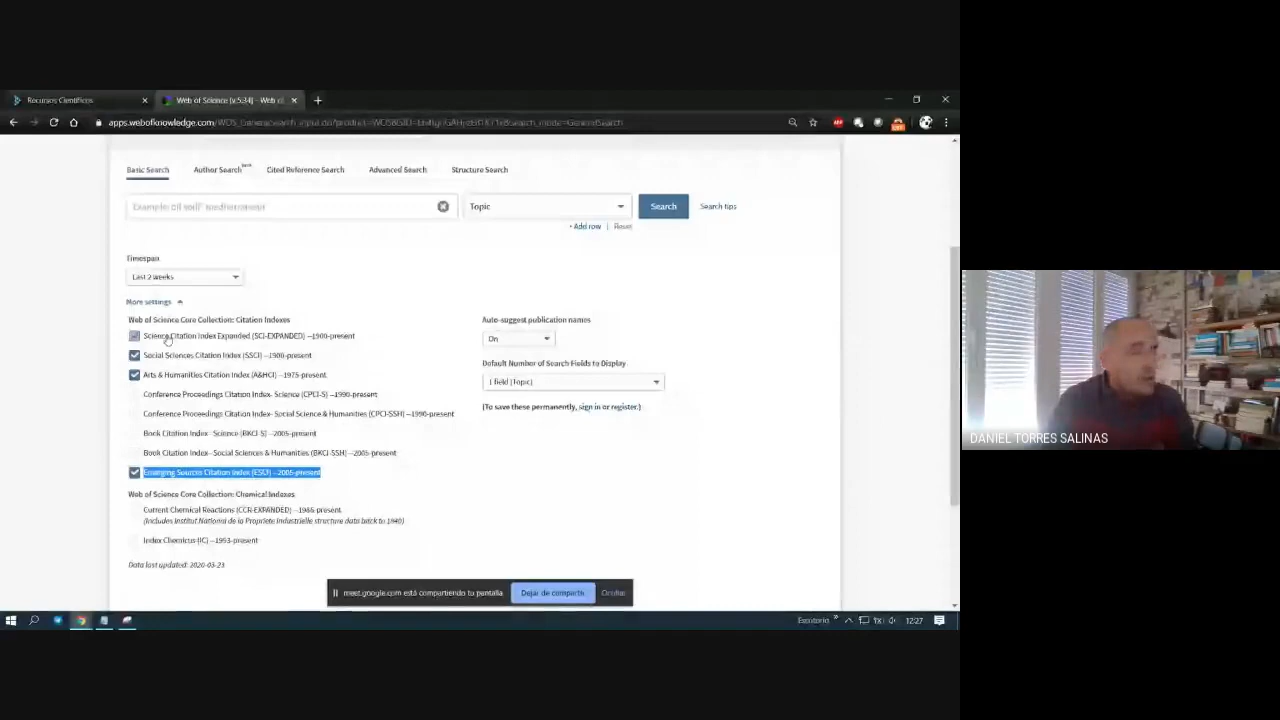 Recursos Científicos
Web of Science [v.5.34] - Web of
apps.webofknowledge.com/
Basic Search
Author Search beta
Cited Reference Search
Advanced Search
Structure Search
Example: oil spill* mediterranean
Topic
Search
Search tips
+ Add row | Reset
Timespan
Last 2 weeks
More settings
Web of Science Core Collection: Citation Indexes
Science Citation Index Expanded (SCI-EXPANDED) --1900-present
Social Sciences Citation Index (SSCI) --1900-present
Arts & Humanities Citation Index (A&HCI) --1975-present
Conference Proceedings Citation Index- Science (CPCI-S) --1990-present
Conference Proceedings Citation Index- Social Science & Humanities (CPCI-SSH) --1990-present
Book Citation Index– Science (BKCI-S) --2005-present
Book Citation Index– Social Sciences & Humanities (BKCI-SSH) --2005-present
Emerging Sources Citation Index (ESCI) --2005-present
Web of Science Core Collection: Chemical Indexes
Current Chemical Reactions (CCR-EXPANDED) --1986-present
(Includes Institut National de la Propriete Industrielle structure data back to 1840)
Index Chemicus (IC) --1993-present
Data last updated: 2020-03-23
Auto-suggest publication names
On
Default Number of Search Fields to Display
1 field (Topic)
(To save these permanently, sign in or register.)
meet.google.com está compartiendo tu pantalla
Dejar de compartir
Ocultar
Escritorio
12:27
DANIEL TORRES SALINAS